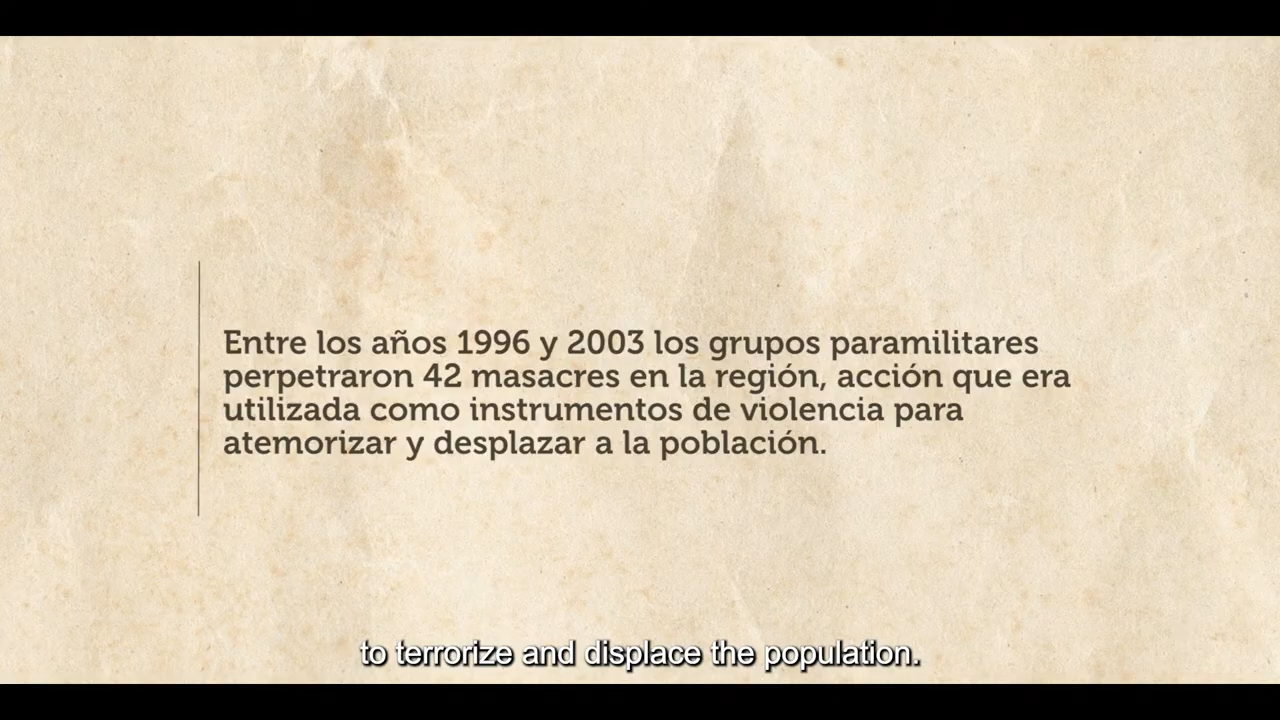 Entre los años 1996 y 2003 los grupos paramilitares
perpetraron 42 masacres en la región, acción que era
utilizada como instrumentos de violencia para
atemorizar y desplazar a la población.
to terrorize and displace the population.